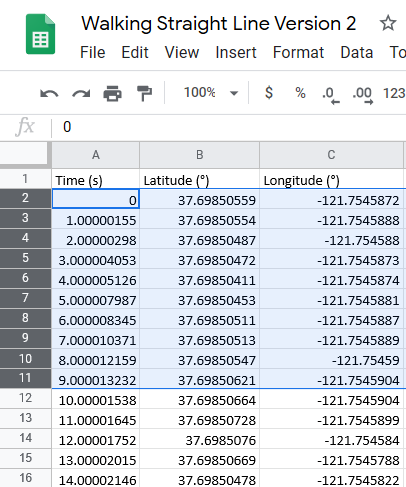 Walking Straight Line Version 2
File Edit View Insert Format Data To
100% $ % .0 .00 123
fx 0
A B C
1 Time (s) Latitude (°) Longitude (°)
2 0 37.69850559 -121.7545872
3 1.00000155 37.69850554 -121.7545888
4 2.00000298 37.69850487 -121.754588
5 3.000004053 37.69850472 -121.7545873
6 4.000005126 37.69850411 -121.7545874
7 5.000007987 37.69850453 -121.7545881
8 6.000008345 37.69850511 -121.7545887
9 7.000010371 37.69850513 -121.7545889
10 8.000012159 37.69850547 -121.75459
11 9.000013232 37.69850621 -121.7545904
12 10.00001538 37.69850664 -121.7545904
13 11.00001645 37.69850728 -121.7545899
14 12.00001752 37.6985076 -121.754584
15 13.00002015 37.69850669 -121.7545788
16 14.00002146 37.69850478 -121.7545822